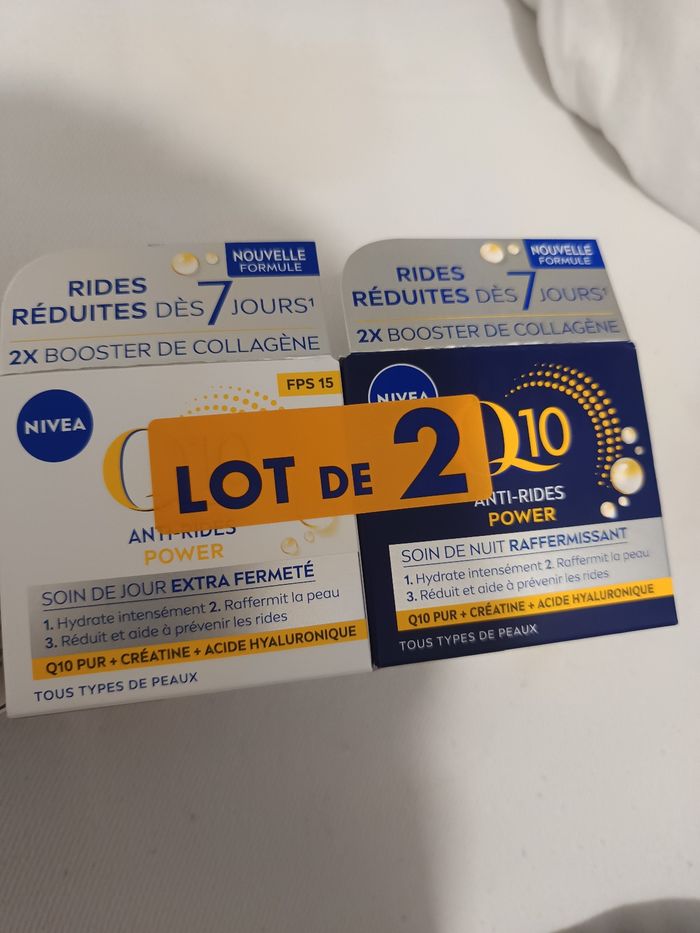 NOUVELLE
FORMULE
RIDES
RÉDUITES DÈS 7 JOURS¹
2X BOOSTER DE COLLAGÈNE
FPS 15
NIVEA
Q10
ANTI-RIDES
POWER
SOIN DE JOUR EXTRA FERMETÉ
1. Hydrate intensément 2. Raffermit la peau
3. Réduit et aide à prévenir les rides
Q10 PUR + CRÉATINE + ACIDE HYALURONIQUE
TOUS TYPES DE PEAUX
LOT DE 2
NOUVELLE
FORMULE
RIDES
RÉDUITES DÈS 7 JOURS¹
2X BOOSTER DE COLLAGÈNE
NIVEA
Q10
ANTI-RIDES
POWER
SOIN DE NUIT RAFFERMISSANT
1. Hydrate intensément 2. Raffermit la peau
3. Réduit et aide à prévenir les rides
Q10 PUR + CRÉATINE + ACIDE HYALURONIQUE
TOUS TYPES DE PEAUX